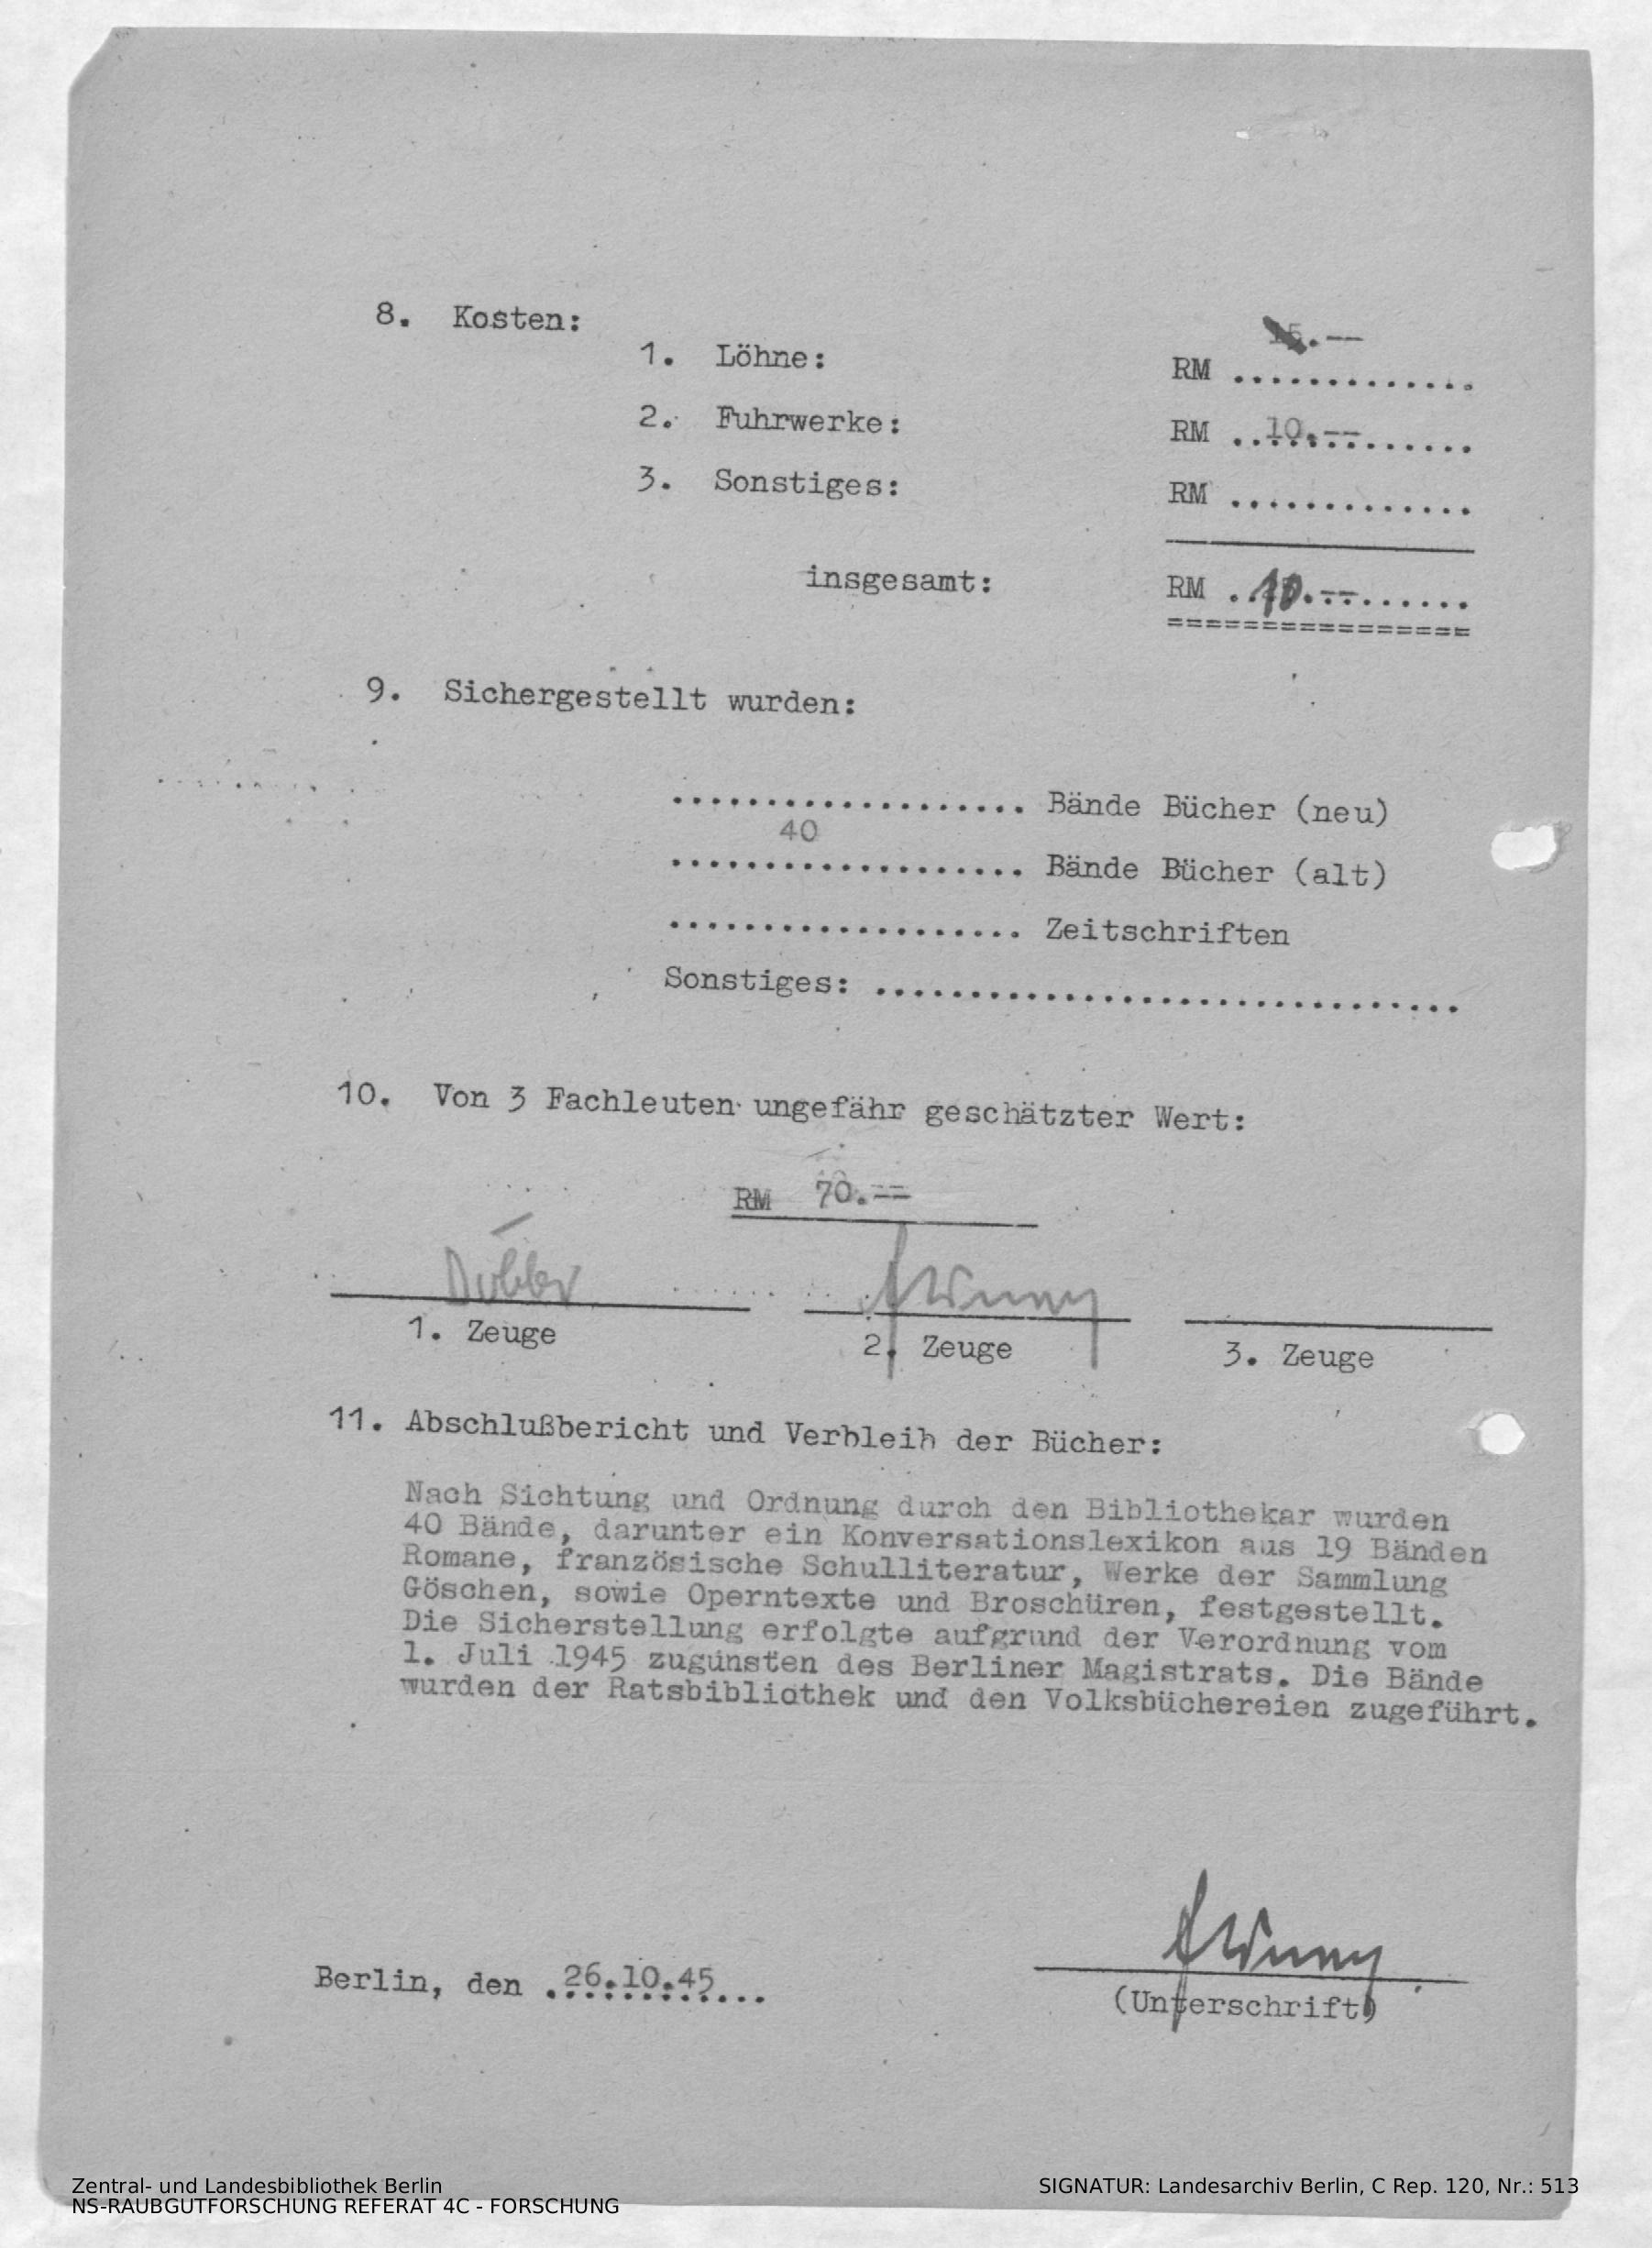 8. Kosten:
15.--
1. Löhne: RM .............
2. Fuhrwerke: RM ..10.--.......
3. Sonstiges: RM .............
insgesamt: RM ..10.--.......
================
9. Sichergestellt wurden:
................... Bände Bücher (neu)
40
................... Bände Bücher (alt)
................... Zeitschriften
Sonstiges: ...............................
10. Von 3 Fachleuten ungefähr geschätzter Wert:
RM 70.--
1. Zeuge 2. Zeuge 3. Zeuge
11. Abschlußbericht und Verbleib der Bücher:
Nach Sichtung und Ordnung durch den Bibliothekar wurden
40 Bände, darunter ein Konversationslexikon aus 19 Bänden
Romane, französische Schulliteratur, Werke der Sammlung
Göschen, sowie Operntexte und Broschüren, festgestellt.
Die Sicherstellung erfolgte aufgrund der Verordnung vom
1. Juli 1945 zugunsten des Berliner Magistrats. Die Bände
wurden der Ratsbibliothek und den Volksbüchereien zugeführt.
Berlin, den .26.10.45...
(Unterschrift)
Zentral- und Landesbibliothek Berlin
NS-RAUBGUTFORSCHUNG REFERAT 4C - FORSCHUNG
SIGNATUR: Landesarchiv Berlin, C Rep. 120, Nr.: 513